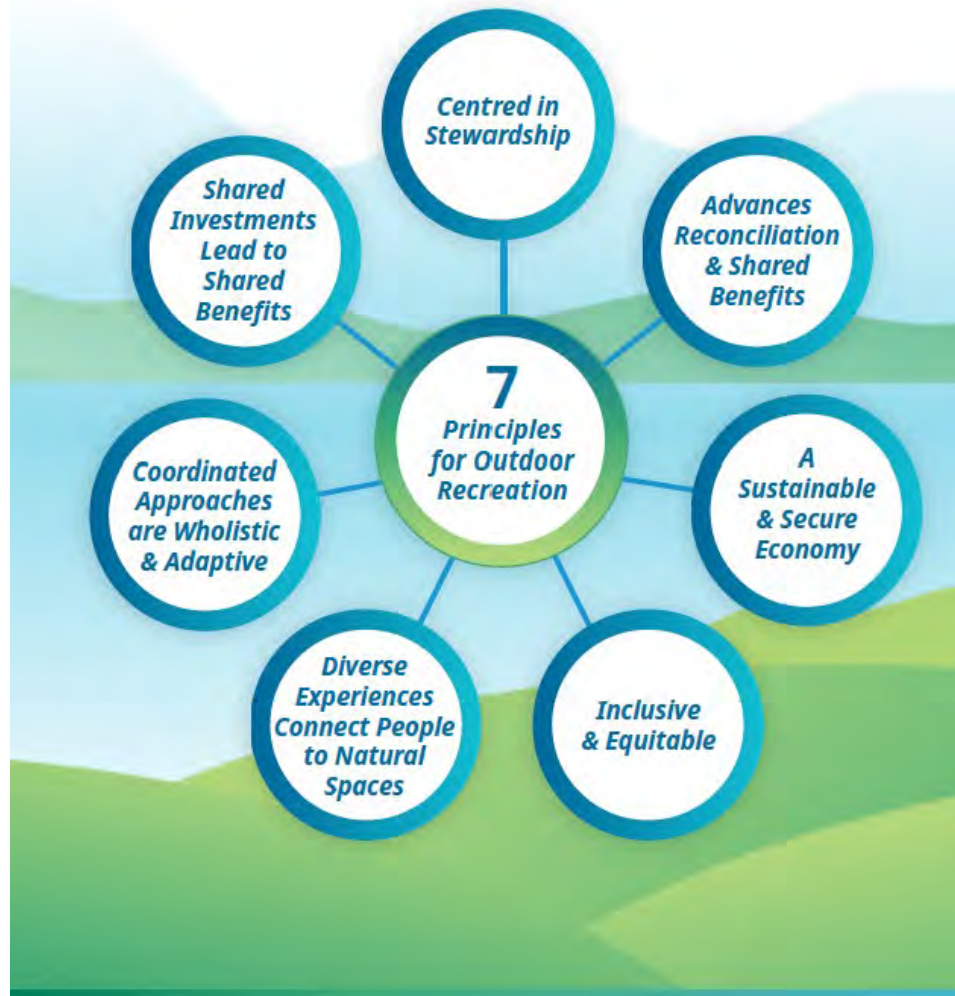 Centred in
Stewardship
Advances
Reconciliation
& Shared
Benefits
A
Sustainable
& Secure
Economy
Inclusive
& Equitable
Diverse
Experiences
Connect People
to Natural
Spaces
Coordinated
Approaches
are Wholistic
& Adaptive
Shared
Investments
Lead to
Shared
Benefits
7
Principles
for Outdoor
Recreation